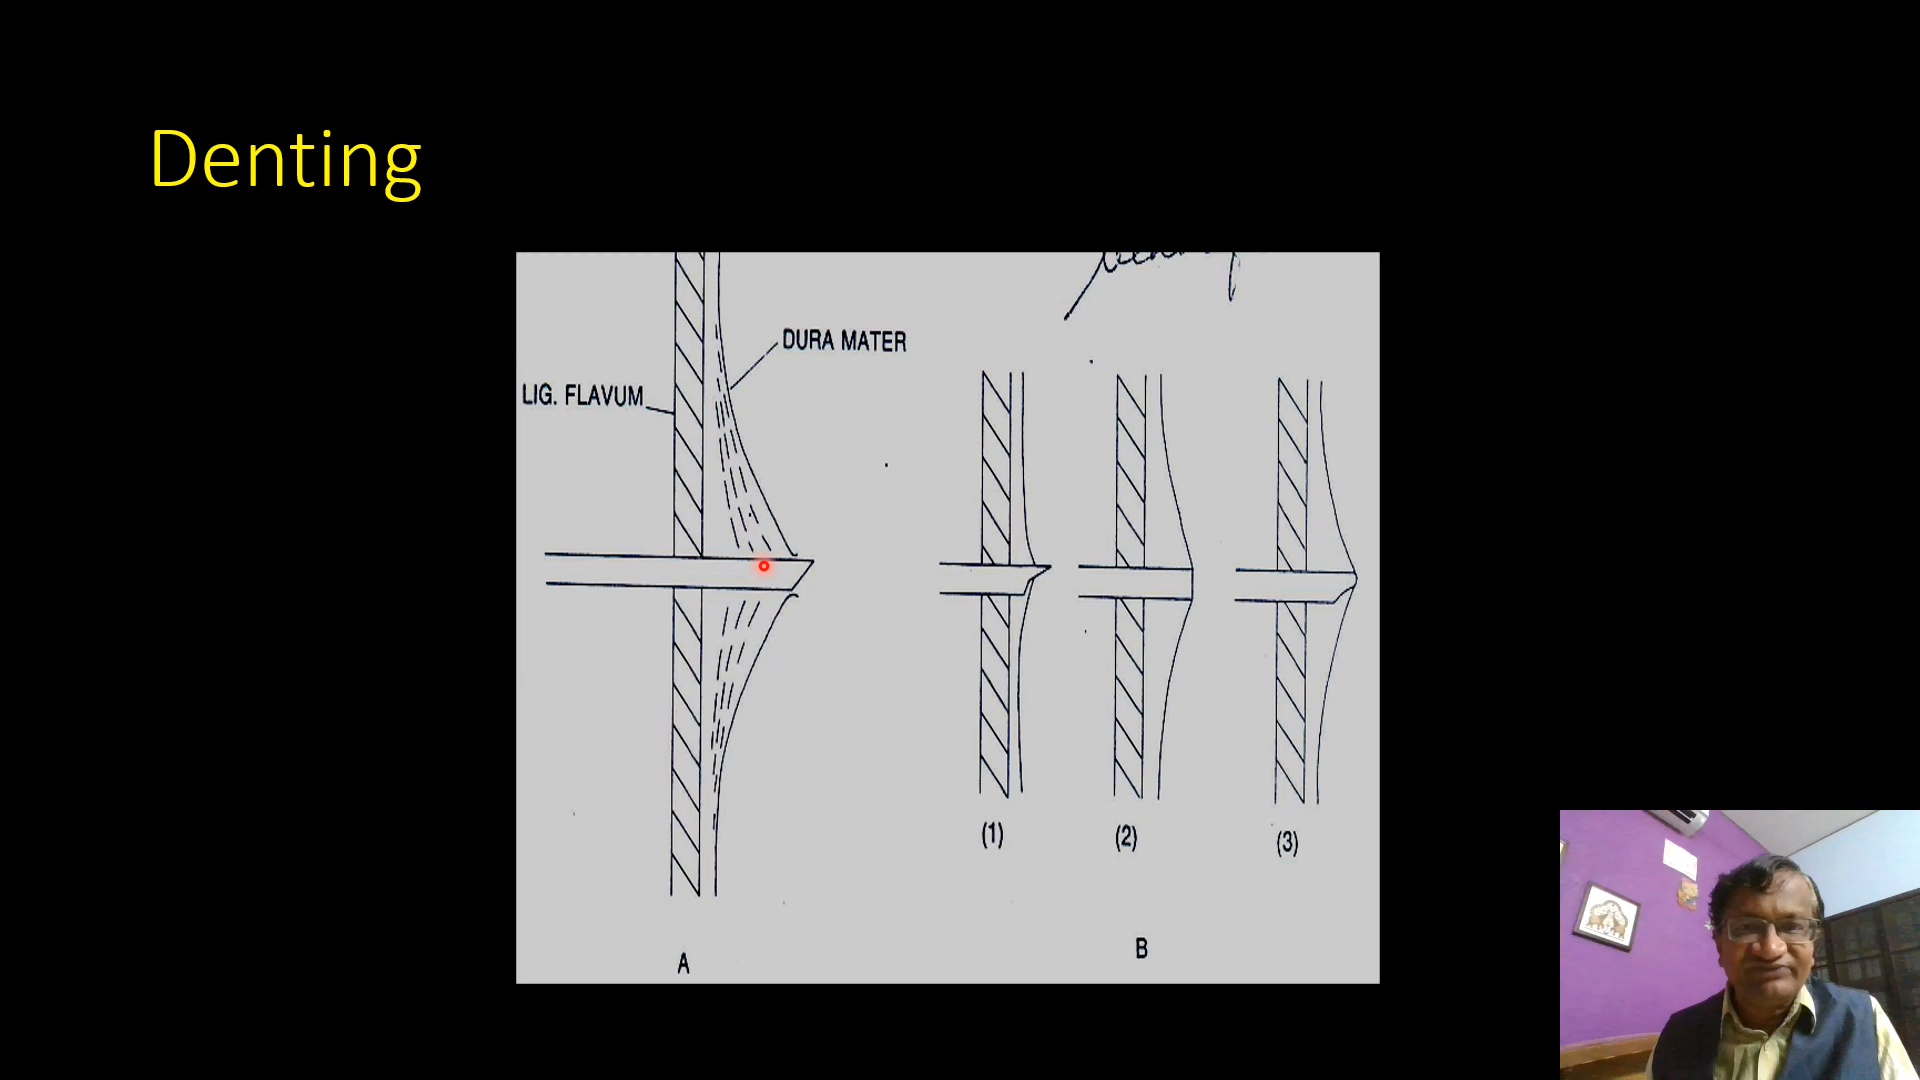 Denting
DURA MATER
LIG. FLAVUM
(1)
(2)
(3)
A
B